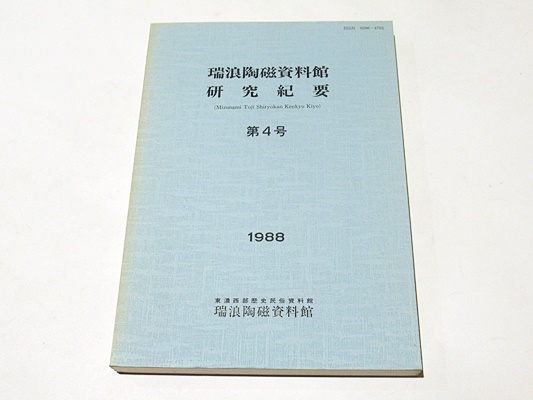 瑞浪陶磁資料館
研究紀要
(Mizunami Toji Shiryokan Kenkyu Kiyo)
第4号
1988
東濃西部歴史民俗資料館
瑞浪陶磁資料館